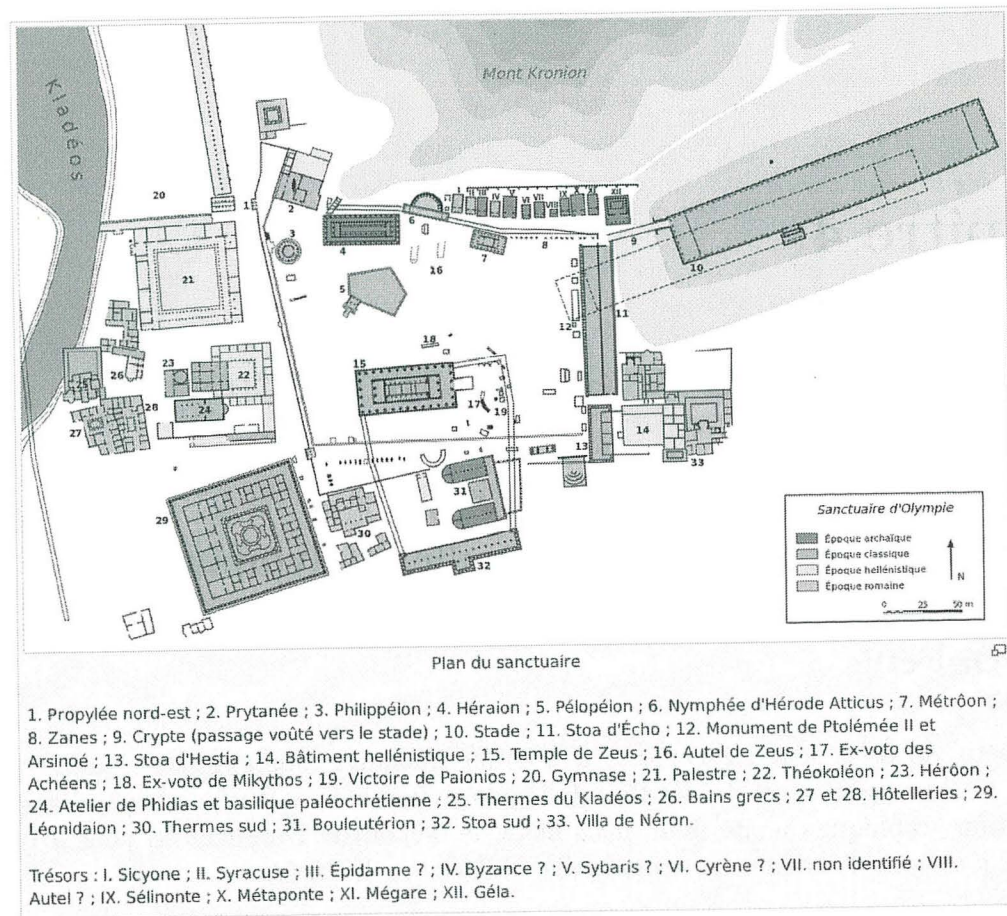 Kladéos
Mont Kronion
20
1
2
3
4
5
6
7
8
9
10
11
12
13
14
15
16
17
18
19
21
22
23
24
25
26
27
28
29
30
31
32
33
I
II
III
IV
V
VI
VII
VIII
IX
X
XI
XII
Sanctuaire d'Olympie
Époque archaïque
Époque classique
Époque hellénistique
Époque romaine
N
0 25 50 m
Plan du sanctuaire
1. Propylée nord-est ; 2. Prytanée ; 3. Philippéion ; 4. Héraion ; 5. Pélopéion ; 6. Nymphée d'Hérode Atticus ; 7. Métrôon ;
8. Zanes ; 9. Crypte (passage voûté vers le stade) ; 10. Stade ; 11. Stoa d'Écho ; 12. Monument de Ptolémée II et
Arsinoé ; 13. Stoa d'Hestia ; 14. Bâtiment hellénistique ; 15. Temple de Zeus ; 16. Autel de Zeus ; 17. Ex-voto des
Achéens ; 18. Ex-voto de Mikythos ; 19. Victoire de Paionios ; 20. Gymnase ; 21. Palestre ; 22. Théokoléon ; 23. Hérôon ;
24. Atelier de Phidias et basilique paléochrétienne ; 25. Thermes du Kladéos ; 26. Bains grecs ; 27 et 28. Hôtelleries ; 29.
Léonidaion ; 30. Thermes sud ; 31. Bouleutérion ; 32. Stoa sud ; 33. Villa de Néron.
Trésors : I. Sicyone ; II. Syracuse ; III. Épidamne ? ; IV. Byzance ? ; V. Sybaris ? ; VI. Cyrène ? ; VII. non identifié ; VIII.
Autel ? ; IX. Sélinonte ; X. Métaponte ; XI. Mégare ; XII. Géla.